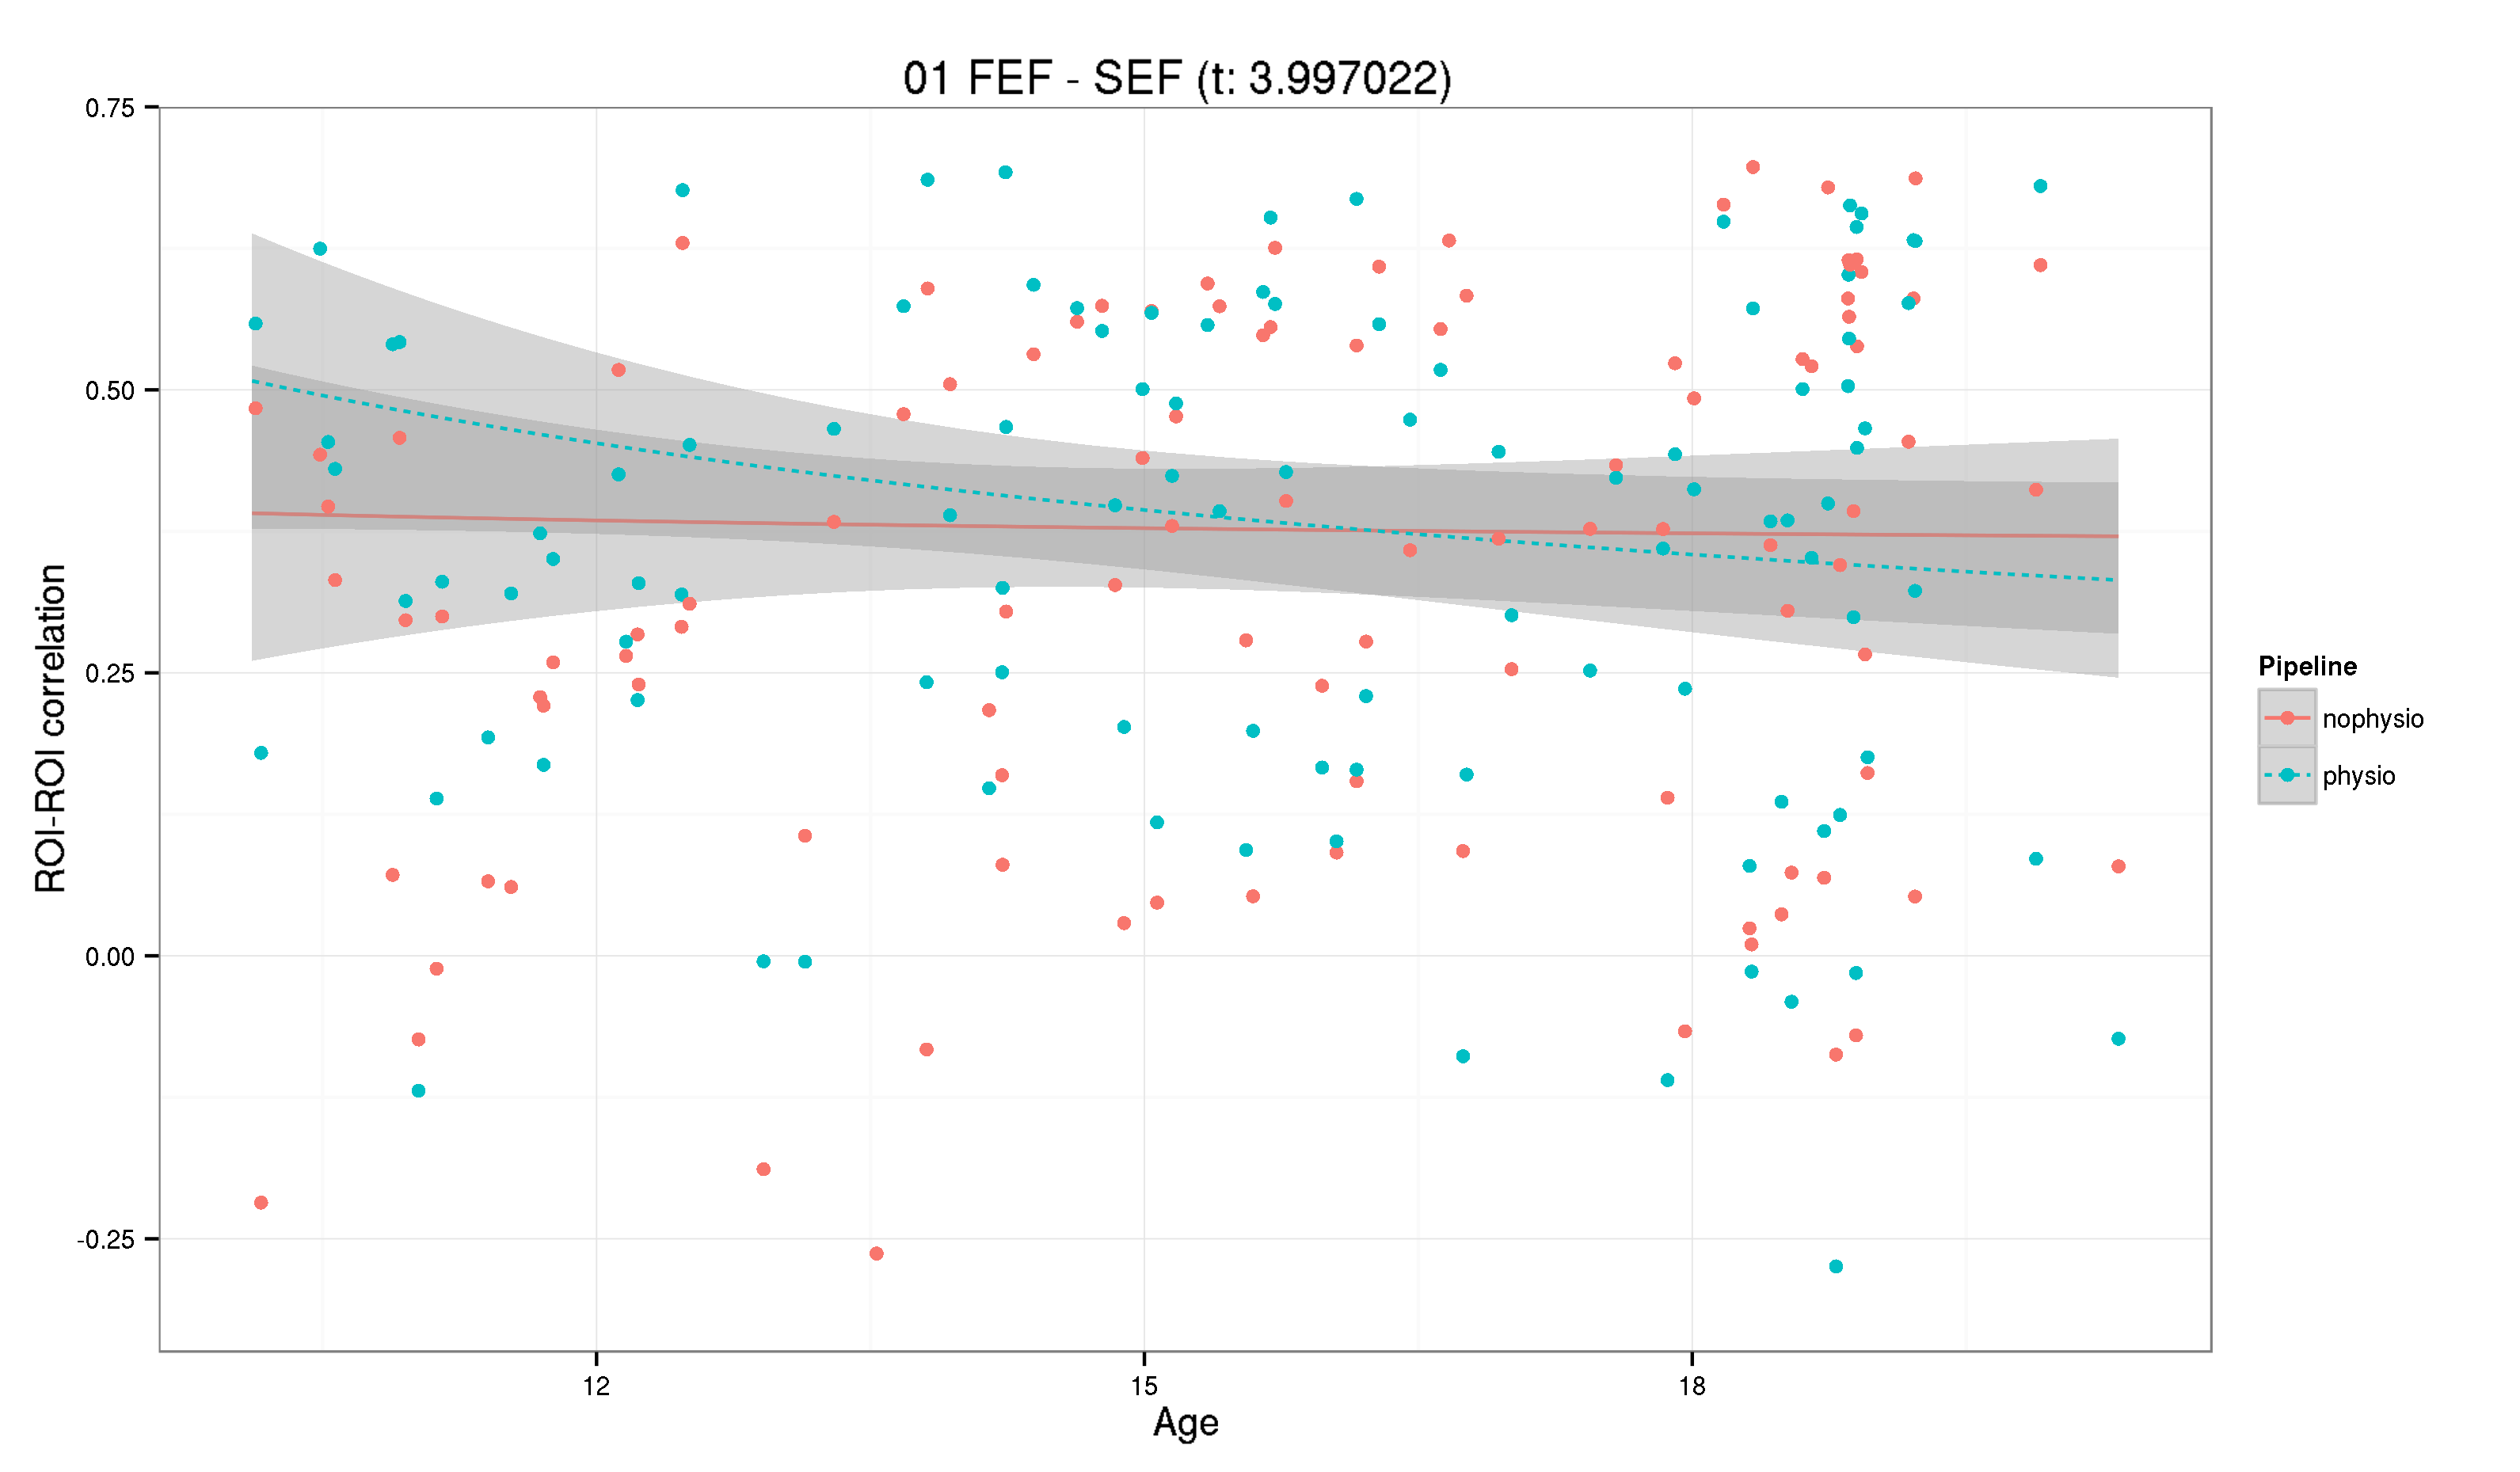 01 FEF - SEF (t: 3.997022)
ROI-ROI correlation
0.75
0.50
0.25
0.00
-0.25
12
15
18
Age
Pipeline
nophysio
physio